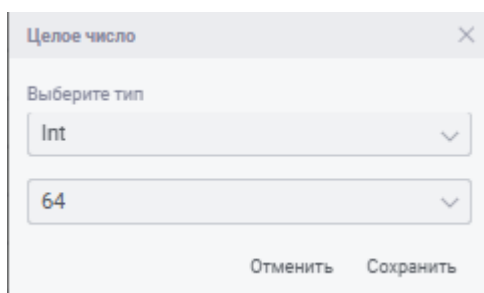 Целое число
Выберите тип
Int
64
Отменить Сохранить